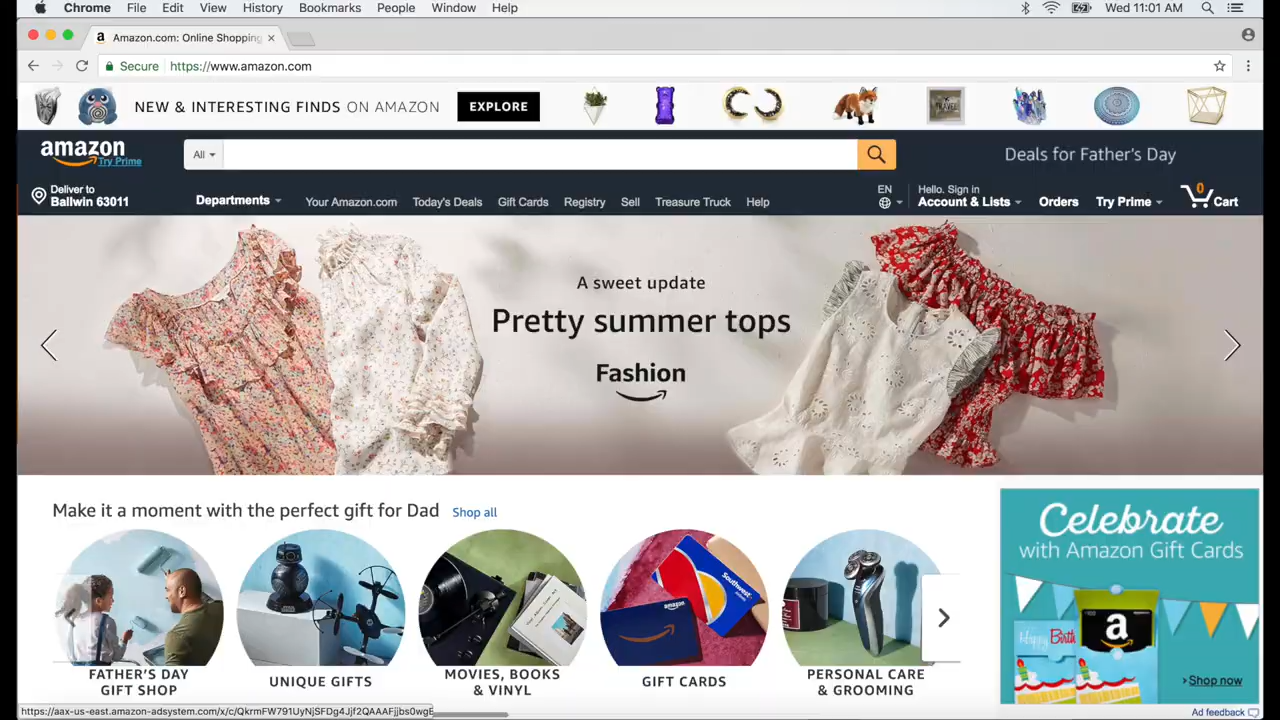 Chrome File Edit View History Bookmarks People Window Help Wed 11:01 AM
Amazon.com: Online Shopping
Secure https://www.amazon.com
NEW & INTERESTING FINDS ON AMAZON EXPLORE
amazon
Try Prime
All
Deals for Father's Day
Deliver to
Ballwin 63011
Departments Your Amazon.com Today's Deals Gift Cards Registry Sell Treasure Truck Help
EN
Hello. Sign in
Account & Lists Orders Try Prime 0 Cart
A sweet update
Pretty summer tops
Fashion
Make it a moment with the perfect gift for Dad Shop all
FATHER'S DAY
GIFT SHOP
UNIQUE GIFTS
MOVIES, BOOKS
& VINYL
GIFT CARDS
PERSONAL CARE
& GROOMING
TRAVEL
amazon
Southwest
Celebrate
with Amazon Gift Cards
Happy
a
Shop now
Ad feedback